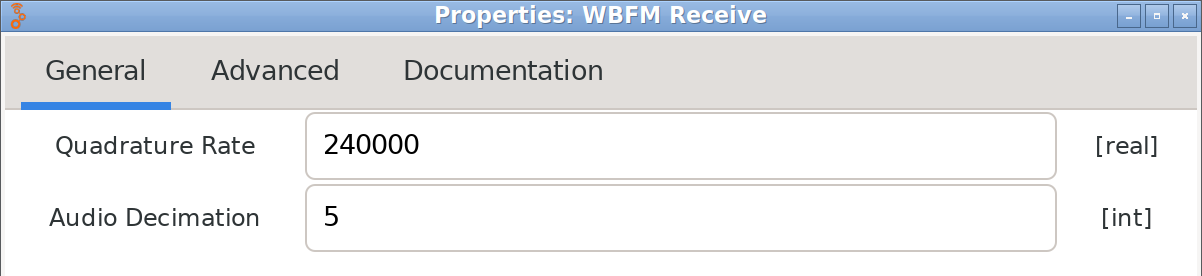 Properties: WBFM Receive
General Advanced Documentation
Quadrature Rate 240000 [real]
Audio Decimation 5 [int]